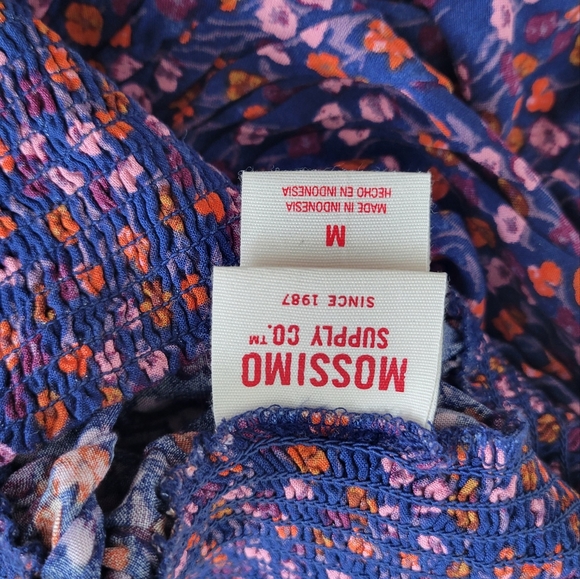 MOSSIMO
SUPPLY CO.™
SINCE 1987
M
MADE IN INDONESIA
HECHO EN INDONESIA